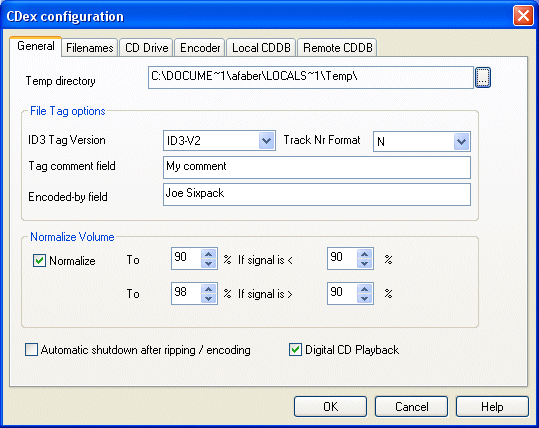 CDex configuration
General Filenames CD Drive Encoder Local CDDB Remote CDDB
Temp directory C:\DOCUME~1\afaber\LOCALS~1\Temp\ ...
File Tag options
ID3 Tag Version ID3-V2 Track Nr Format N
Tag comment field My comment
Encoded-by field Joe Sixpack
Normalize Volume
Normalize To 90 % If signal is < 90 %
To 98 % If signal is > 90 %
Automatic shutdown after ripping / encoding Digital CD Playback
OK Cancel Help